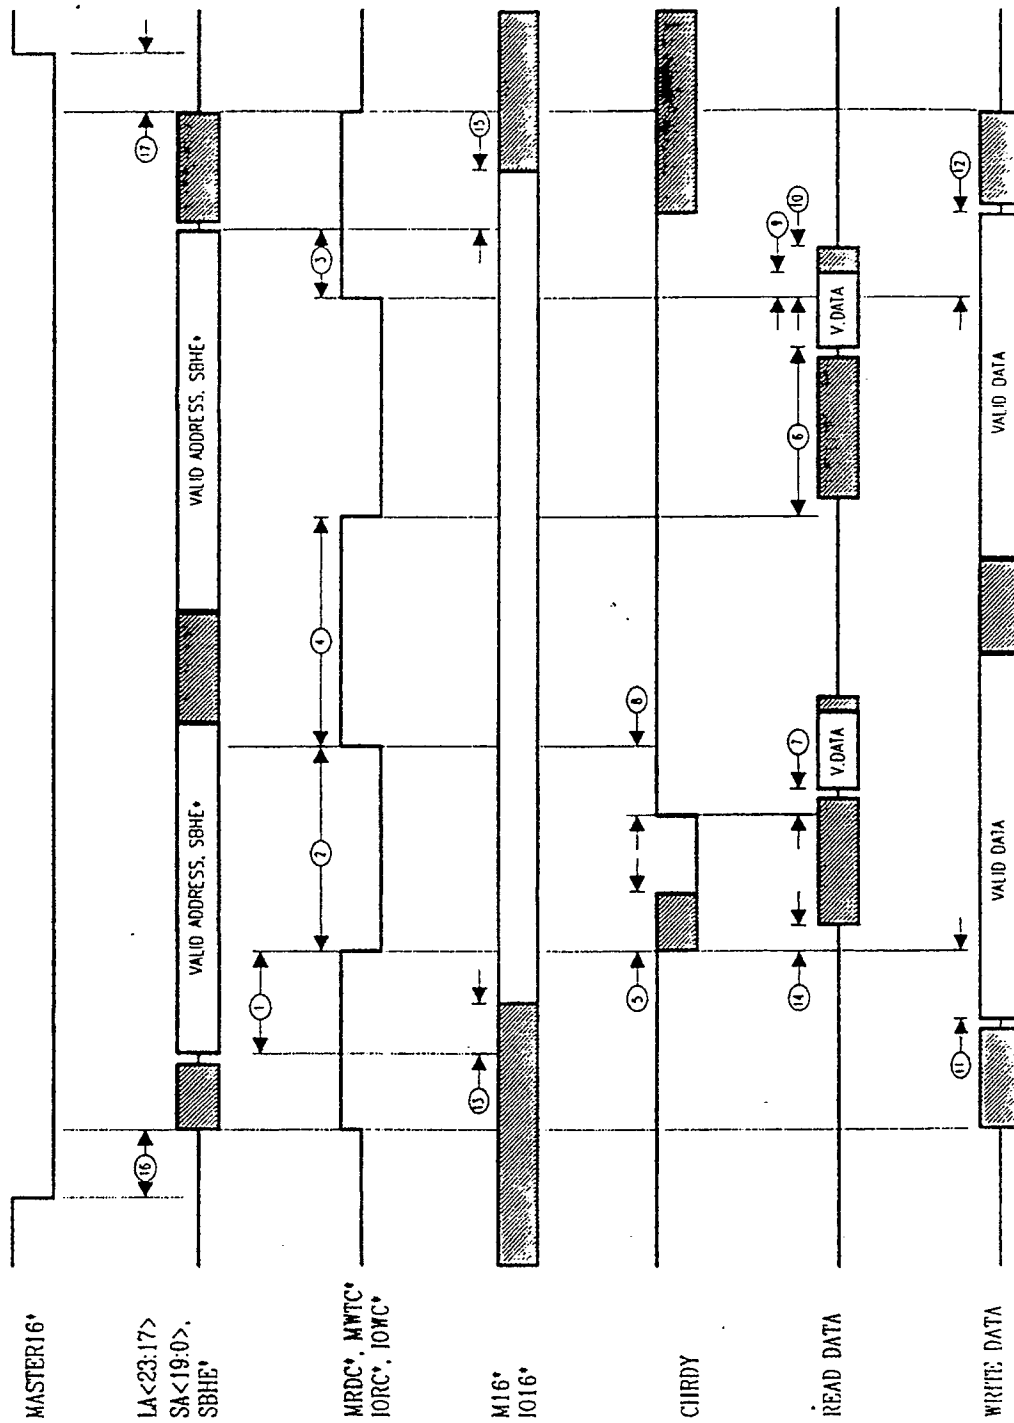 MASTER16*
17
16
LA<23:17>
SA<19:0>,
SBHE*
VALID ADDRESS, SBHE*
VALID ADDRESS, SBHE*
1
MRDC*, MWTC*
IORC*, IOWC*
2
4
3
M16*
IO16*
13
15
CHRDY
5
8
READ DATA
14
7
V.DATA
6
9
10
V.DATA
WRITE DATA
11
VALID DATA
VALID DATA
12